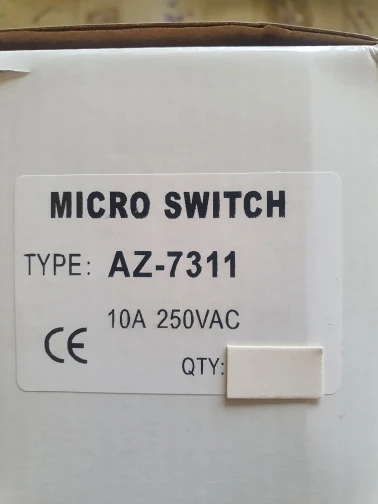 MICRO SWITCH
TYPE: AZ-7311
10A 250VAC
CE
QTY: